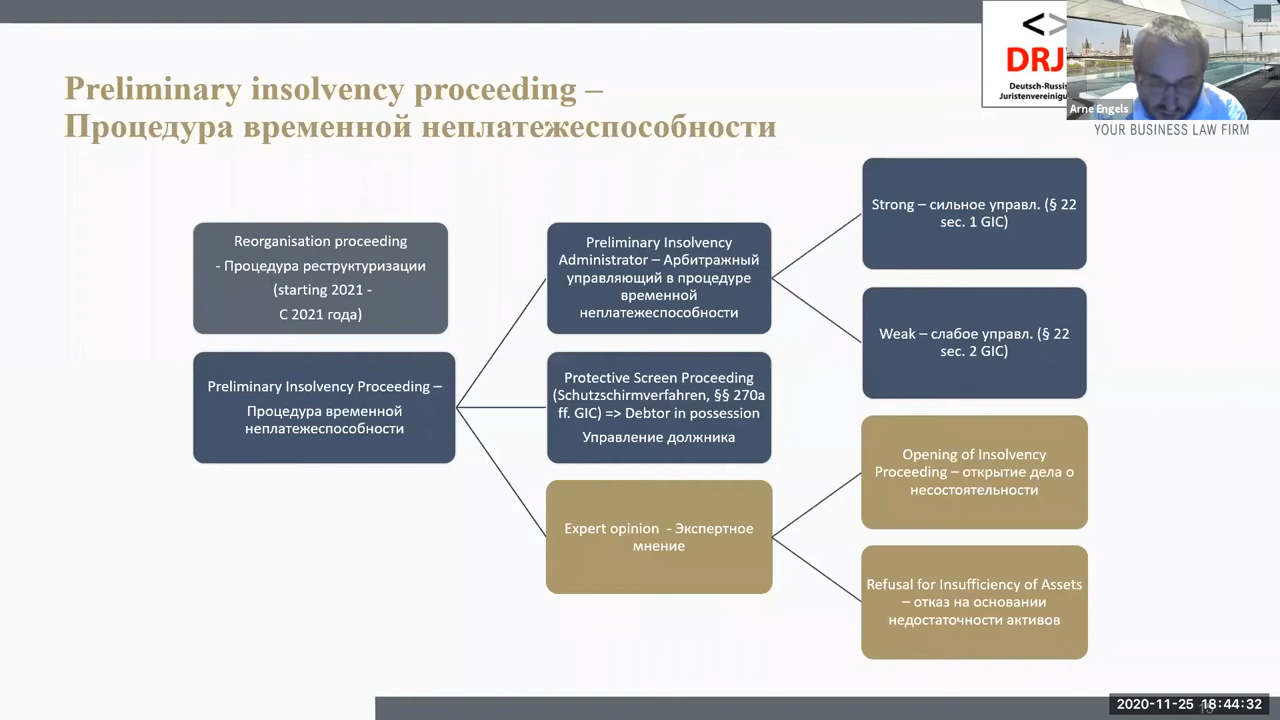 Preliminary insolvency proceeding –
Процедура временной неплатежеспособности
<>
DRJ
Deutsch-Russis
Juristenvereinigu
Arne Engels
YOUR BUSINESS LAW FIRM
Reorganisation proceeding
- Процедура реструктуризации
(starting 2021 -
С 2021 года)
Preliminary Insolvency Proceeding –
Процедура временной
неплатежеспособности
Preliminary Insolvency
Administrator – Арбитражный
управляющий в процедуре
временной
неплатежеспособности
Protective Screen Proceeding
(Schutzschirmverfahren, §§ 270a
ff. GIC) => Debtor in possession
Управление должника
Expert opinion - Экспертное
мнение
Strong – сильное управл. (§ 22
sec. 1 GIC)
Weak – слабое управл. (§ 22
sec. 2 GIC)
Opening of Insolvency
Proceeding – открытие дела о
несостоятельности
Refusal for Insufficiency of Assets
– отказ на основании
недостаточности активов
2020-11-25 18:44:32